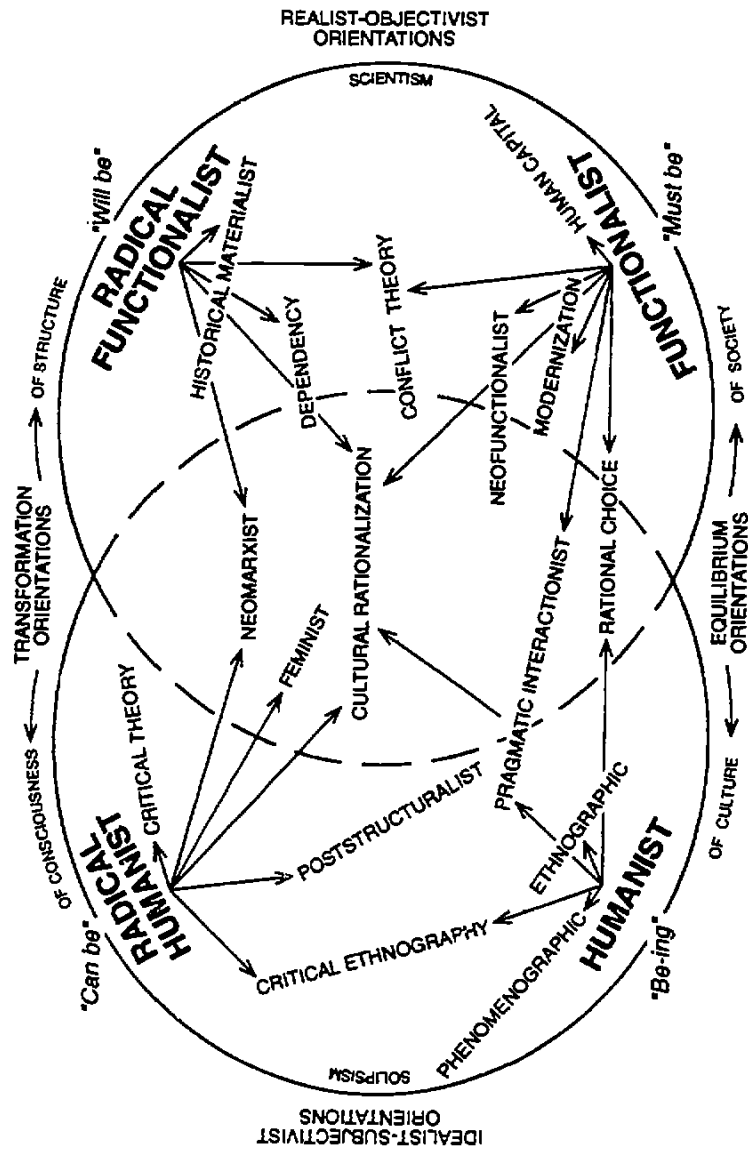 REALIST-OBJECTIVIST
ORIENTATIONS
SCIENTISM
"Will be"
RADICAL
FUNCTIONALIST
HISTORICAL MATERIALIST
DEPENDENCY
CONFLICT THEORY
HUMAN CAPITAL
FUNCTIONALIST
"Must be"
NEOFUNCTIONALIST
MODERNIZATION
OF STRUCTURE
TRANSFORMATION
ORIENTATIONS
OF CONSCIOUSNESS
OF SOCIETY
EQUILIBRIUM
ORIENTATIONS
OF CULTURE
NEOMARXIST
FEMINIST
CULTURAL RATIONALIZATION
PRAGMATIC INTERACTIONIST
RATIONAL CHOICE
CRITICAL THEORY
RADICAL
HUMANIST
"Can be"
POSTSTRUCTURALIST
CRITICAL ETHNOGRAPHY
ETHNOGRAPHIC
PHENOMENOGRAPHIC
HUMANIST
"Be-ing"
SOLIPSISM
IDEALIST-SUBJECTIVIST
ORIENTATIONS